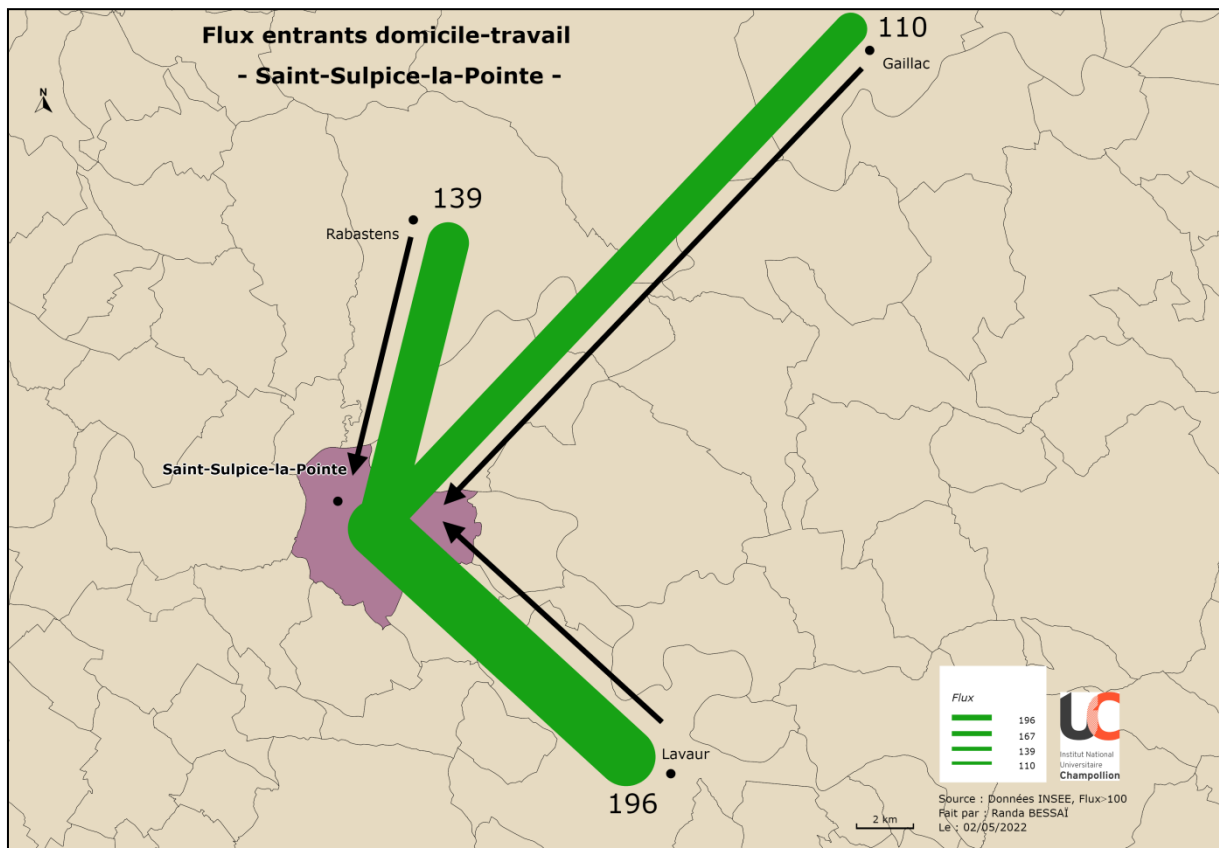 Flux entrants domicile-travail
- Saint-Sulpice-la-Pointe -
N
110
Gaillac
139
Rabastens
Saint-Sulpice-la-Pointe
Lavaur
196
Flux
196
167
139
110
UC
Institut National
Universitaire
Champollion
2 km
Source : Données INSEE, Flux>100
Fait par : Randa BESSAÏ
Le : 02/05/2022